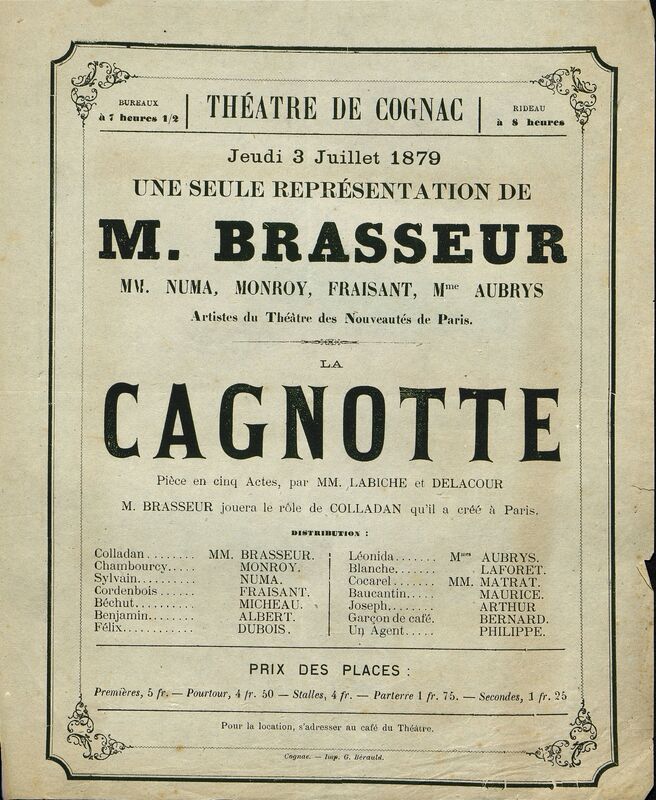 BUREAUX
à 7 heures 1/2
THÉATRE DE COGNAC
RIDEAU
à 8 heures
Jeudi 3 Juillet 1879
UNE SEULE REPRÉSENTATION DE
M. BRASSEUR
MM. NUMA, MONROY, FRAISANT, Mme AUBRYS
Artistes du Théâtre des Nouveautés de Paris.
LA
CAGNOTTE
Pièce en cinq Actes, par MM. LABICHE et DELACOUR
M. BRASSEUR jouera le rôle de COLLADAN qu'il a créé à Paris.
DISTRIBUTION :
Colladan........ MM. BRASSEUR.
Chambourcy..... MONROY.
Sylvain.......... NUMA.
Cordenbois...... FRAISANT.
Béchut........... MICHEAU.
Benjamin........ ALBERT.
Félix............ DUBOIS.
Léonida....... Mmes AUBRYS.
Blanche....... LAFORET.
Cocarel....... MM. MATRAT.
Baucantin..... MAURICE.
Joseph........ ARTHUR
Garçon de café. BERNARD.
Un Agent..... PHILIPPE.
PRIX DES PLACES :
Premières, 5 fr. — Pourtour, 4 fr. 50 — Stalles, 4 fr. — Parterre 1 fr. 75. — Secondes, 1 fr. 25
Pour la location, s'adresser au café du Théâtre.
Cognac. — Imp. G. Bérauld.